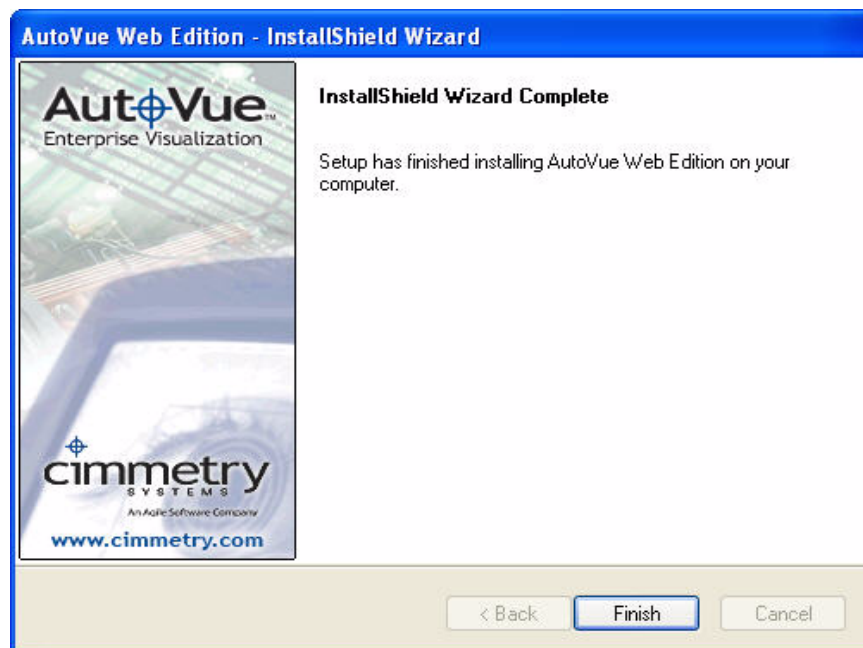 AutoVue Web Edition - InstallShield Wizard
AutoVue™
Enterprise Visualization
cimmetry
SYSTEMS
An Agile Software Company
www.cimmetry.com
InstallShield Wizard Complete
Setup has finished installing AutoVue Web Edition on your
computer.
< Back
Finish
Cancel